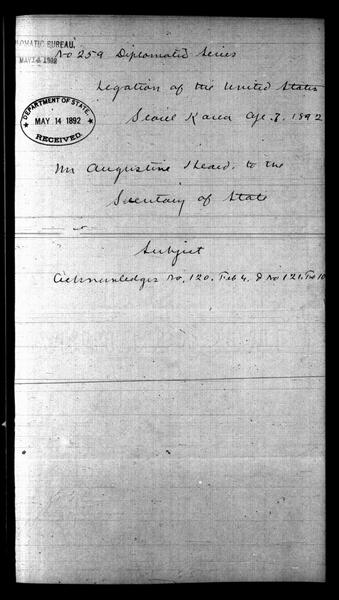 DIPLOMATIC BUREAU.
MAY 14 1892
No 259 Diplomatic Series
Legation of the United States
Seoul Korea Ap. 7. 1892
DEPARTMENT OF STATE.
MAY 14 1892
RECEIVED.
Mr Augustine Heard. to the
Secretary of State
Subject
Acknowledges No. 120. Feb 4. & No 121. Feb 10